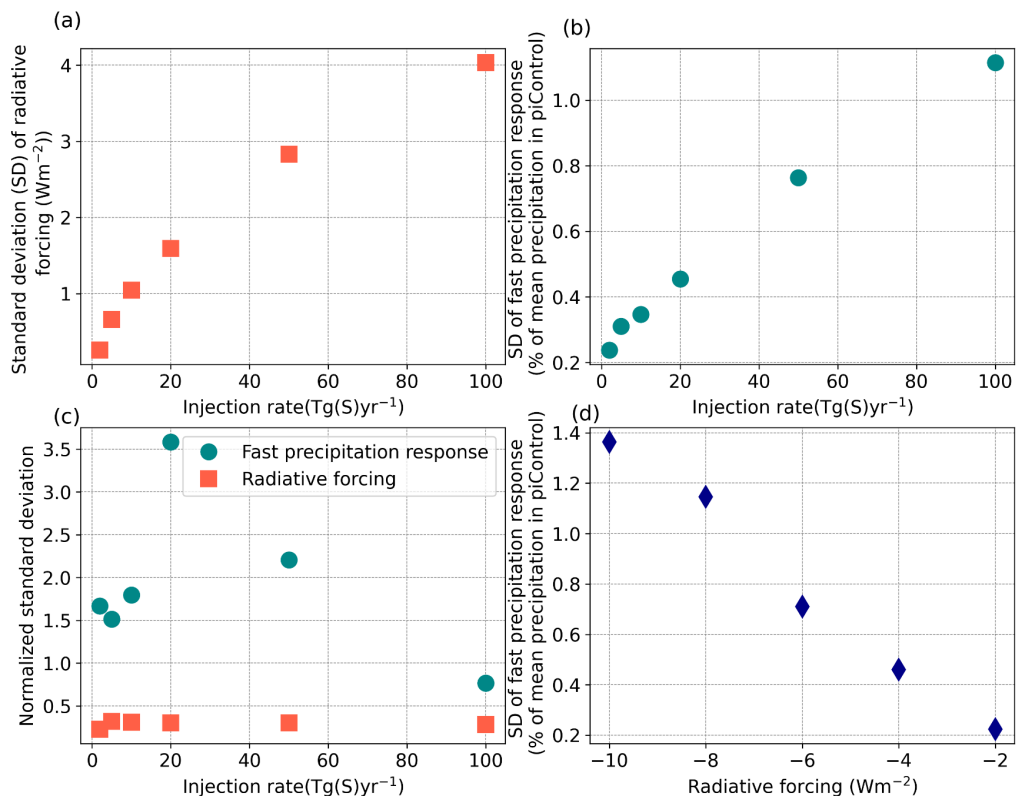 (a)
Standard deviation (SD) of radiative
forcing (Wm⁻²))
4
3
2
1
0 20 40 60 80 100
Injection rate(Tg(S)yr⁻¹)
(b)
SD of fast precipitation response
(% of mean precipitation in piControl)
1.0
0.8
0.6
0.4
0.2
0 20 40 60 80 100
Injection rate(Tg(S)yr⁻¹)
(c)
Normalized standard deviation
3.5
3.0
2.5
2.0
1.5
1.0
0.5
Fast precipitation response
Radiative forcing
0 20 40 60 80 100
Injection rate(Tg(S)yr⁻¹)
(d)
SD of fast precipitation response
(% of mean precipitation in piControl)
1.4
1.2
1.0
0.8
0.6
0.4
0.2
−10 −8 −6 −4 −2
Radiative forcing (Wm⁻²)